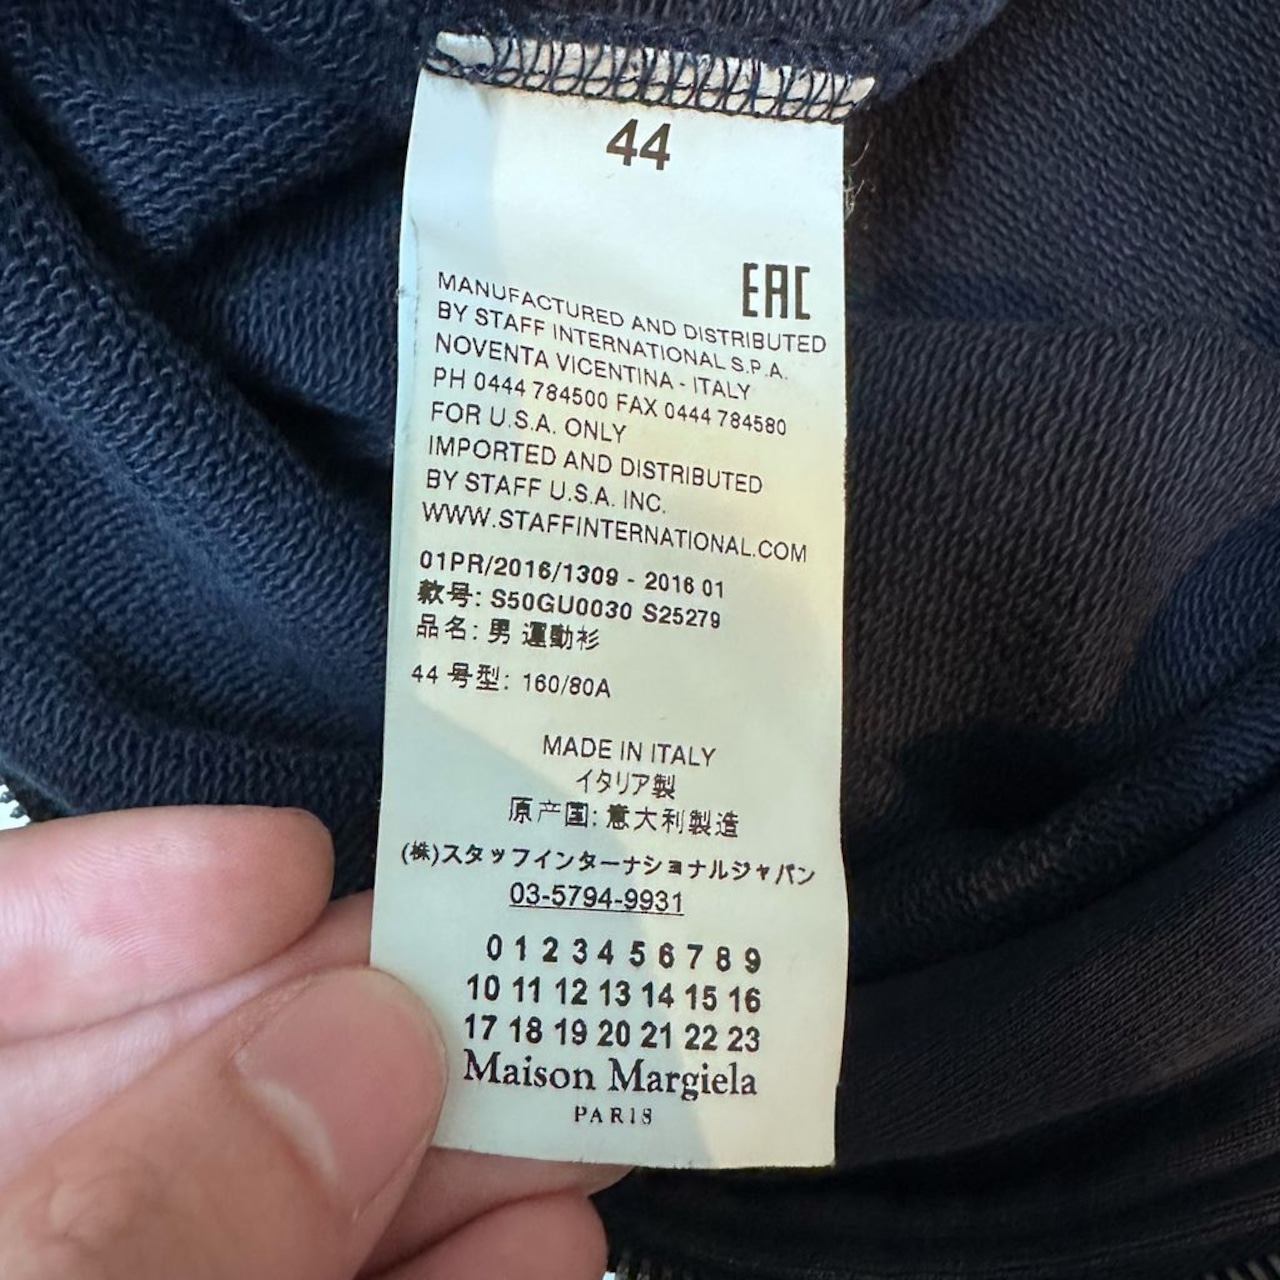 44
EAC
MANUFACTURED AND DISTRIBUTED
BY STAFF INTERNATIONAL S.P.A.
NOVENTA VICENTINA - ITALY
PH 0444 784500 FAX 0444 784580
FOR U.S.A. ONLY
IMPORTED AND DISTRIBUTED
BY STAFF U.S.A. INC.
WWW.STAFFINTERNATIONAL.COM
01PR/2016/1309 - 2016 01
款号: S50GU0030 S25279
品名: 男 運動衫
44 号型: 160/80A
MADE IN ITALY
イタリア製
原产国: 意大利製造
(株)スタッフインターナショナルジャパン
03-5794-9931
0 1 2 3 4 5 6 7 8 9
10 11 12 13 14 15 16
17 18 19 20 21 22 23
Maison Margiela
PARIS